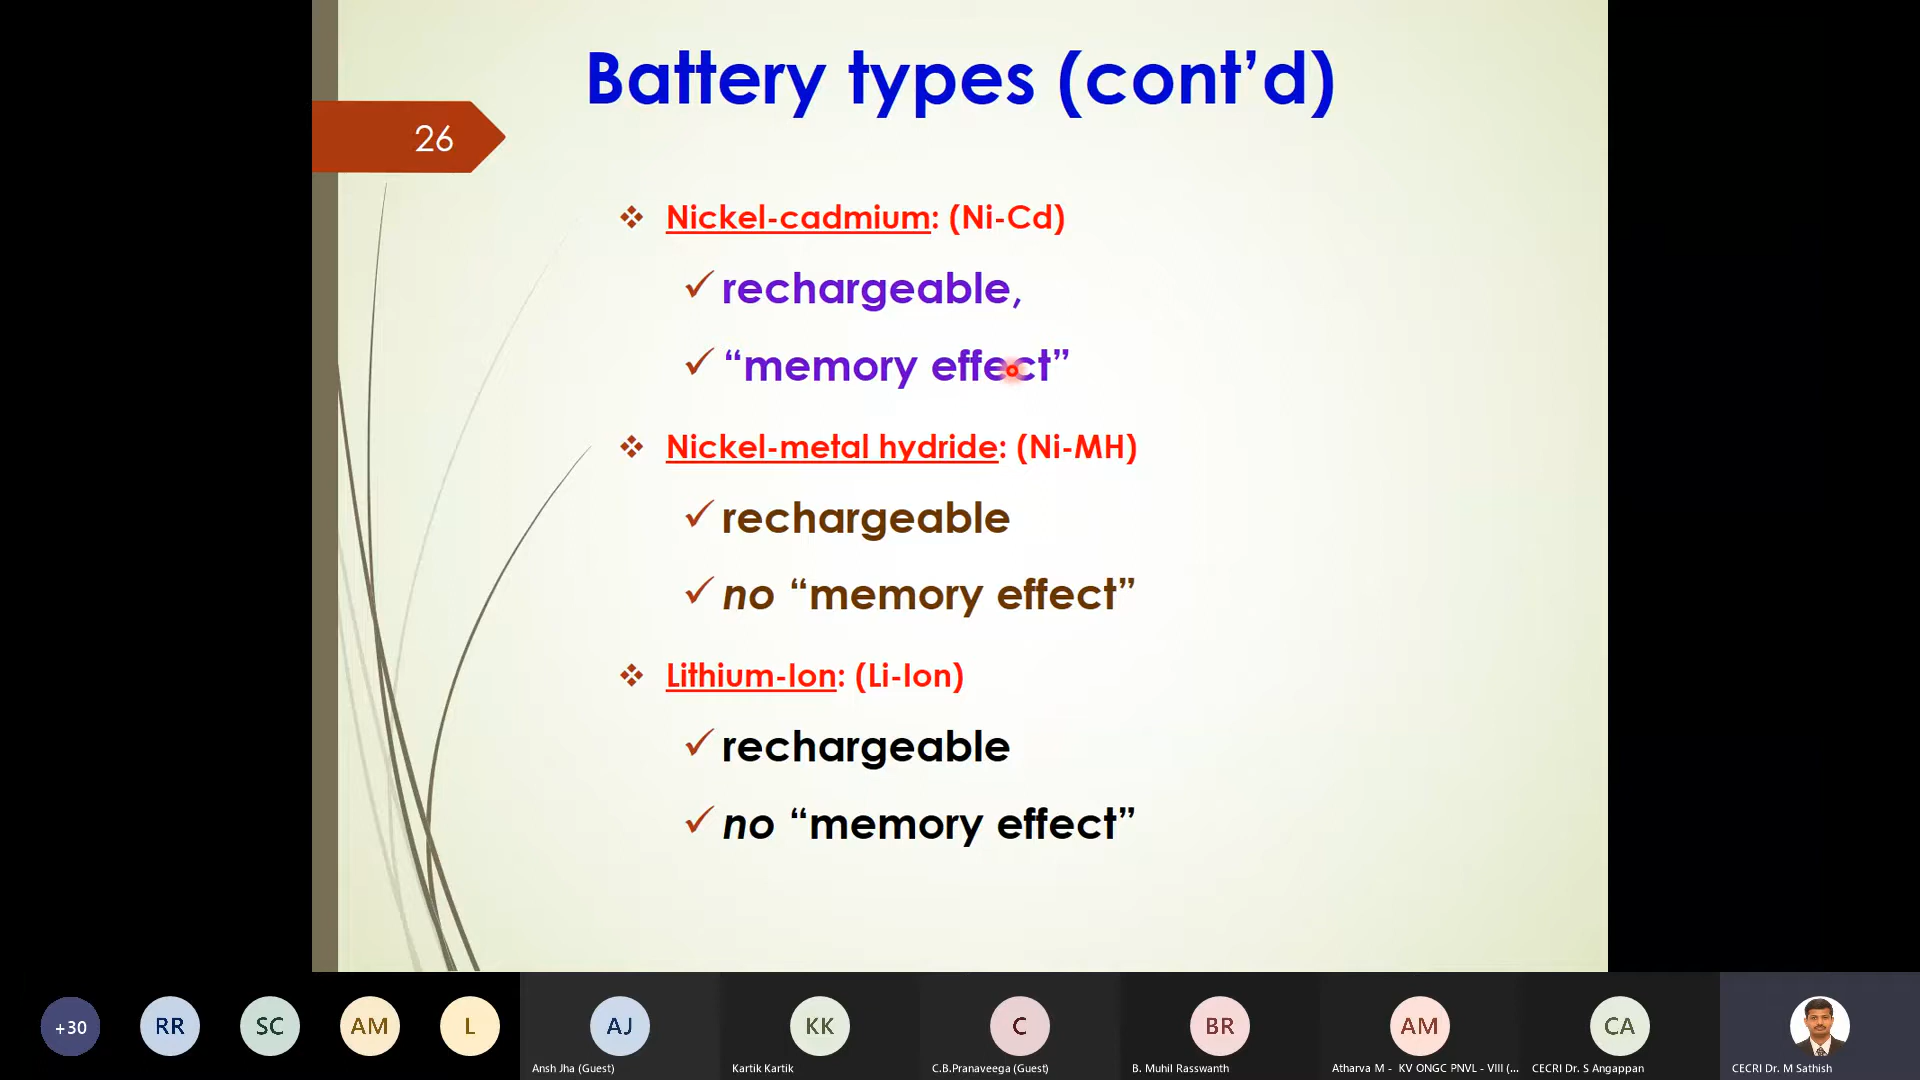 Battery types (cont’d)
26
Nickel-cadmium: (Ni-Cd)
rechargeable,
“memory effect”
Nickel-metal hydride: (Ni-MH)
rechargeable
no “memory effect”
Lithium-Ion: (Li-Ion)
rechargeable
no “memory effect”
+30
RR
SC
AM
L
AJ
KK
C
BR
AM
CA
Ansh Jha (Guest)
Kartik Kartik
C.B.Pranaveega (Guest)
B. Muhil Rasswanth
Atharva M - KV ONGC PNVL - VIII (...
CECRI Dr. S Angappan
CECRI Dr. M Sathish